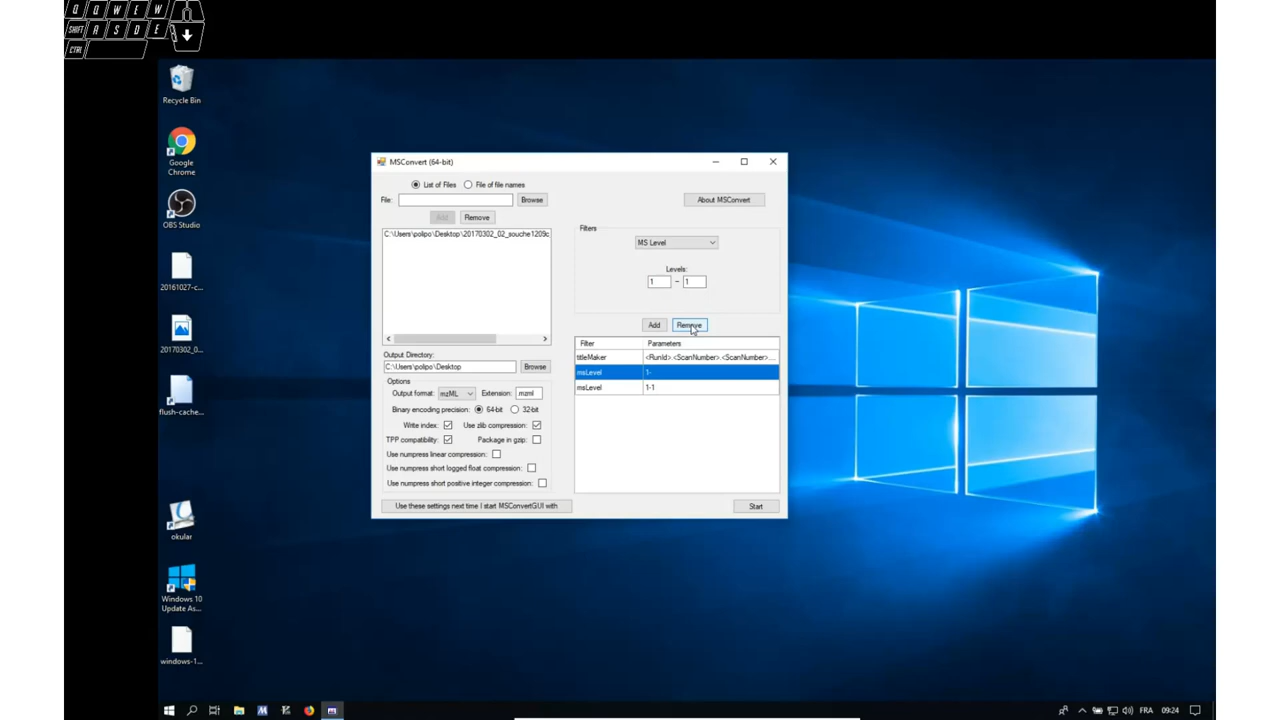 Q Q W E W
SHIFT A S D E
CTRL
Recycle Bin
Google
Chrome
OBS Studio
20161027-c...
20170302_0...
flush-cache...
okular
Windows 10
Update As...
windows-1...
MSConvert (64-bit)
List of Files File of file names
File: Browse About MSConvert
Add Remove
C:\Users\polipo\Desktop\20170302_02_souche1209c
Filters
MS Level
Levels:
1 - 1
Add Remove
Filter Parameters
titleMaker <RunId>.<ScanNumber>.<ScanNumber>....
msLevel 1-
msLevel 1-1
Output Directory:
C:\Users\polipo\Desktop Browse
Options
Output format: mzML Extension: mzml
Binary encoding precision: 64-bit 32-bit
Write index: Use zlib compression:
TPP compatibility: Package in gzip:
Use numpress linear compression:
Use numpress short logged float compression:
Use numpress short positive integer compression:
Use these settings next time I start MSConvertGUI with Start
FRA 09:24